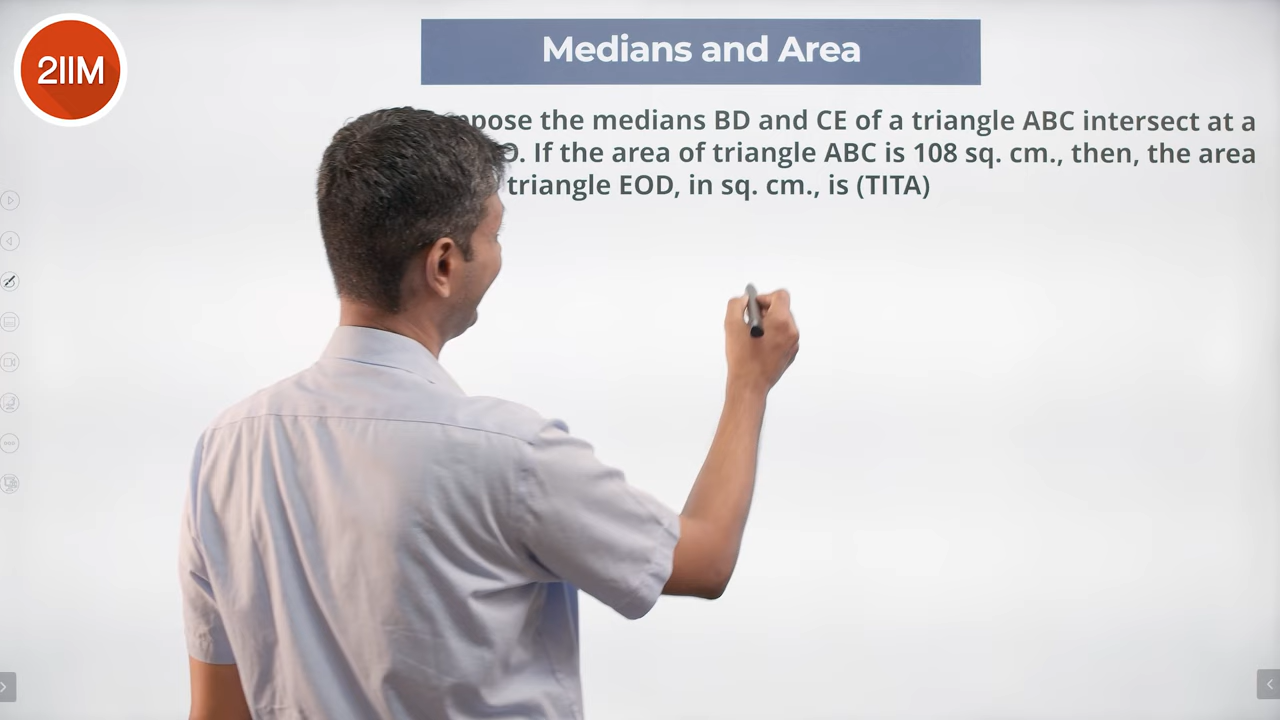 2IIM
Medians and Area
the medians BD and CE of a triangle ABC intersect at a
If the area of triangle ABC is 108 sq. cm., then, the area
triangle EOD, in sq. cm., is (TITA)